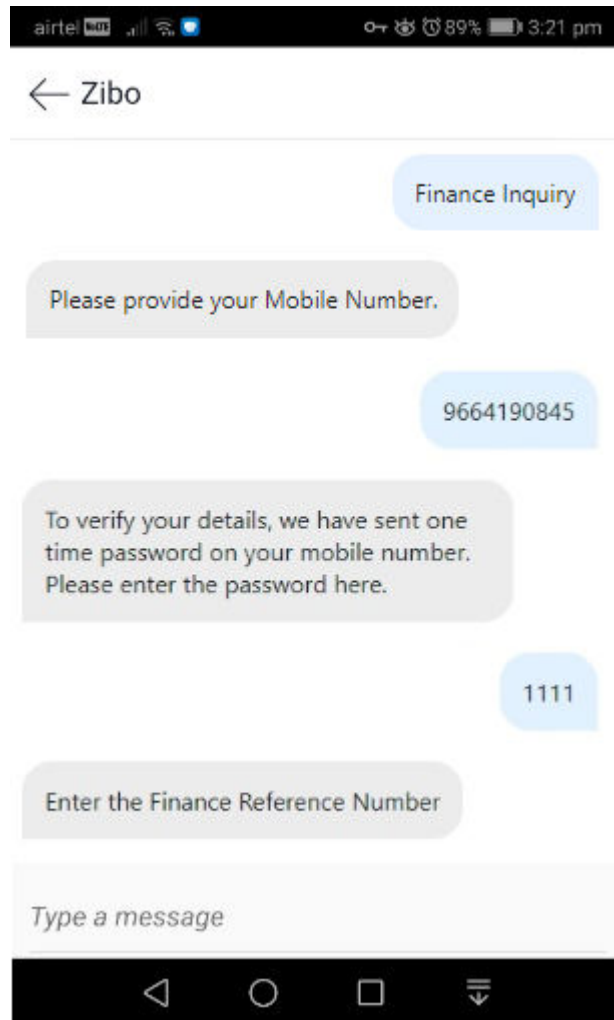 airtel VoLTE 89% 3:21 pm
Zibo
Finance Inquiry
Please provide your Mobile Number.
9664190845
To verify your details, we have sent one
time password on your mobile number.
Please enter the password here.
1111
Enter the Finance Reference Number
Type a message